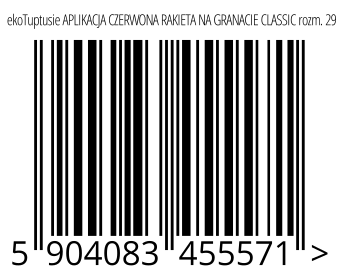 ekoTuptusie APLIKACJA CZERWONA RAKIETA NA GRANACIE CLASSIC rozm. 29
5 904083 455571 >